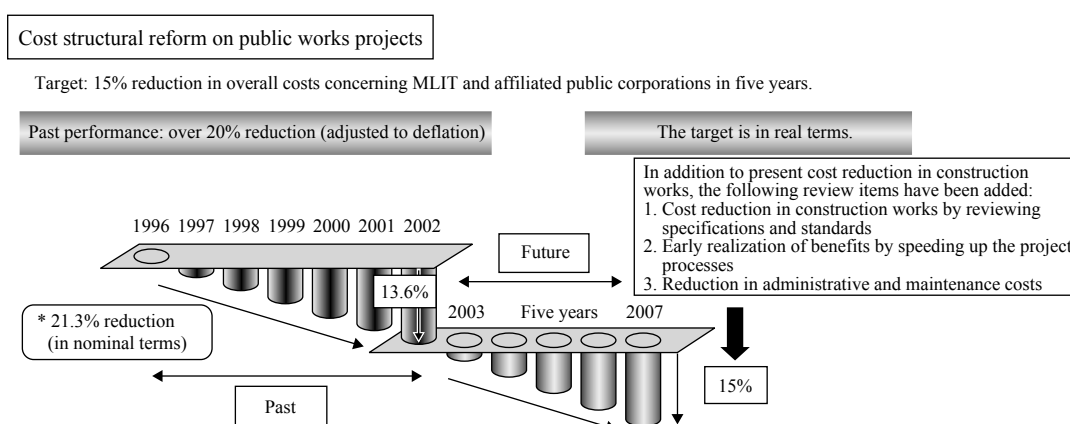 Cost structural reform on public works projects
Target: 15% reduction in overall costs concerning MLIT and affiliated public corporations in five years.
Past performance: over 20% reduction (adjusted to deflation)
The target is in real terms.
In addition to present cost reduction in construction
works, the following review items have been added:
1. Cost reduction in construction works by reviewing
specifications and standards
2. Early realization of benefits by speeding up the project
processes
3. Reduction in administrative and maintenance costs
1996 1997 1998 1999 2000 2001 2002
Future
13.6%
2003 Five years 2007
* 21.3% reduction
(in nominal terms)
15%
Past